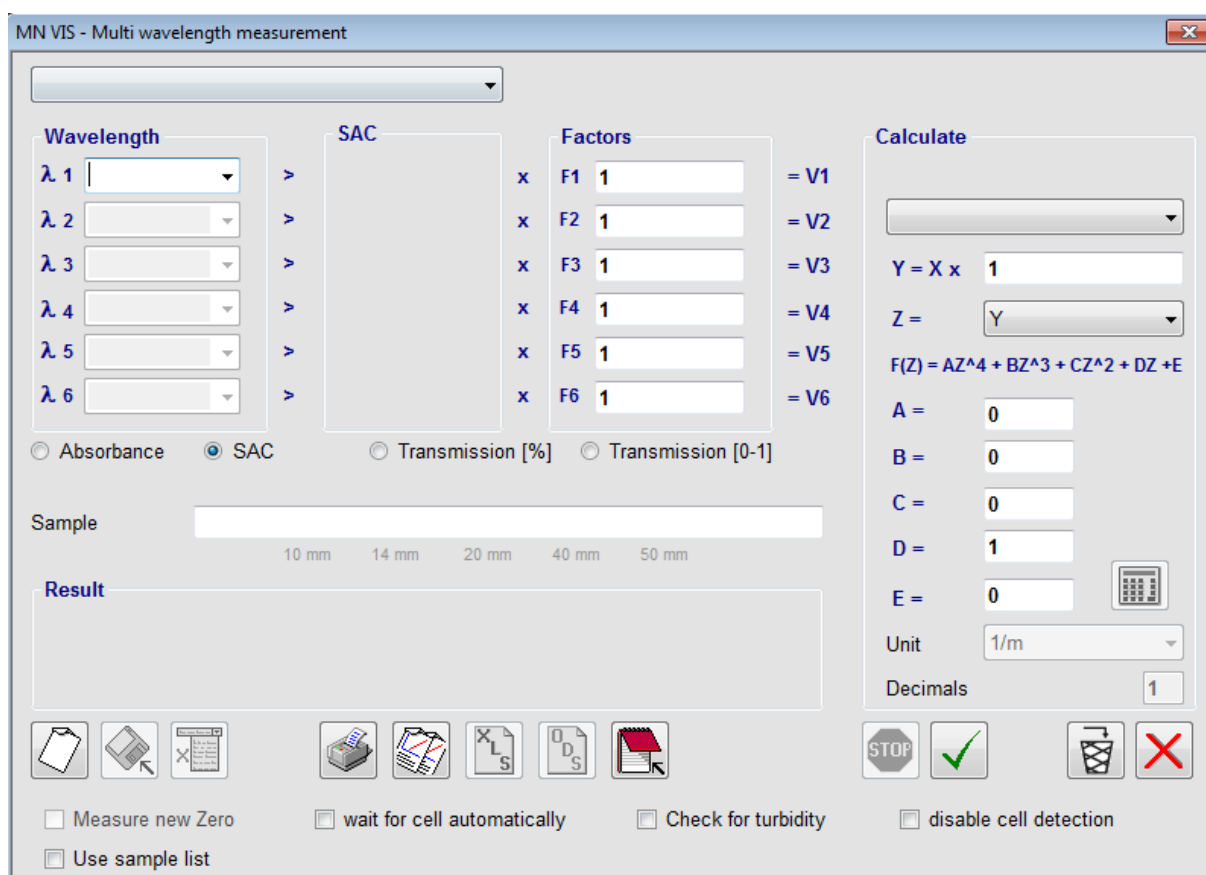 MN VIS - Multi wavelength measurement
Wavelength SAC Factors Calculate
λ 1 > x F1 1 = V1
λ 2 > x F2 1 = V2
λ 3 > x F3 1 = V3 Y = X x 1
λ 4 > x F4 1 = V4 Z = Y
λ 5 > x F5 1 = V5 F(Z) = AZ^4 + BZ^3 + CZ^2 + DZ +E
λ 6 > x F6 1 = V6 A = 0
Absorbance SAC Transmission [%] Transmission [0-1] B = 0
C = 0
Sample
10 mm 14 mm 20 mm 40 mm 50 mm D = 1
Result E = 0
Unit 1/m
Decimals 1
X XLS ODS STOP
Measure new Zero wait for cell automatically Check for turbidity disable cell detection
Use sample list